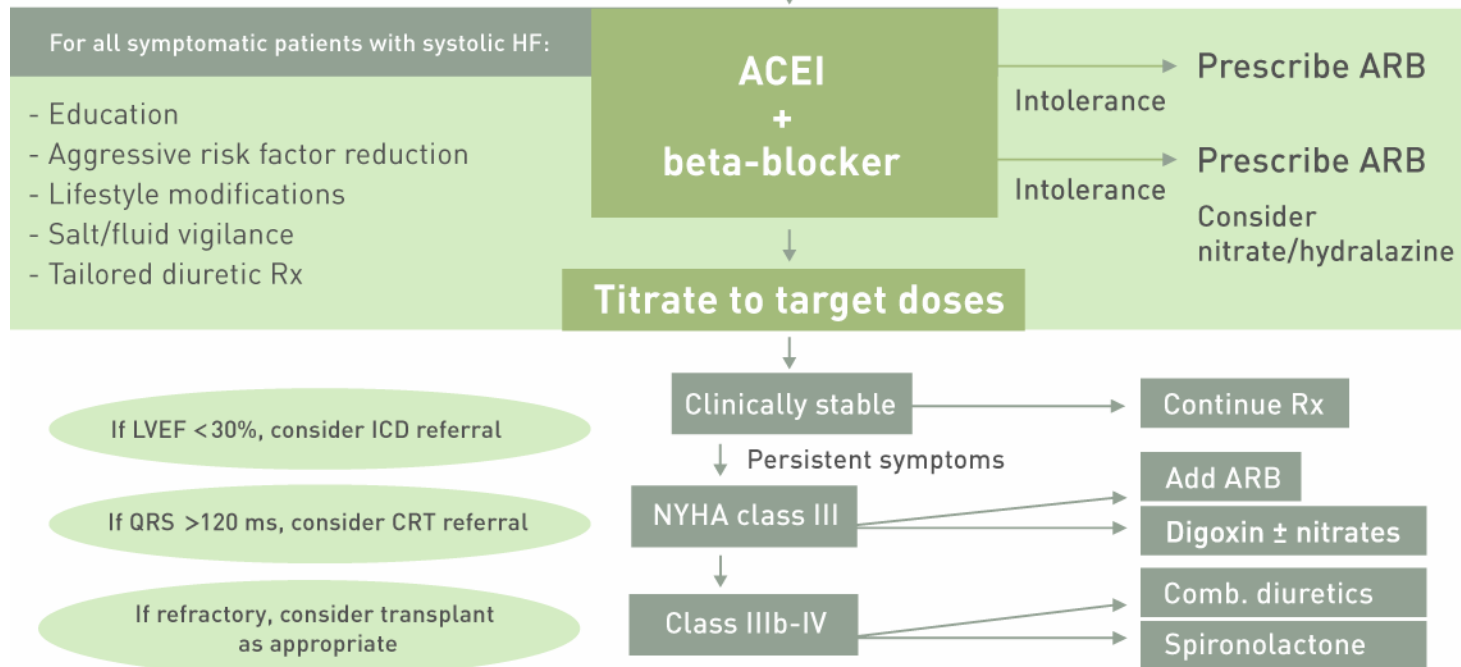 For all symptomatic patients with systolic HF:
- Education
- Aggressive risk factor reduction
- Lifestyle modifications
- Salt/fluid vigilance
- Tailored diuretic Rx
ACEI
+
beta-blocker
Intolerance
Prescribe ARB
Intolerance
Prescribe ARB
Consider
nitrate/hydralazine
Titrate to target doses
Clinically stable
Continue Rx
Persistent symptoms
NYHA class III
Add ARB
Digoxin ± nitrates
Class IIIb-IV
Comb. diuretics
Spironolactone
If LVEF <30%, consider ICD referral
If QRS >120 ms, consider CRT referral
If refractory, consider transplant
as appropriate